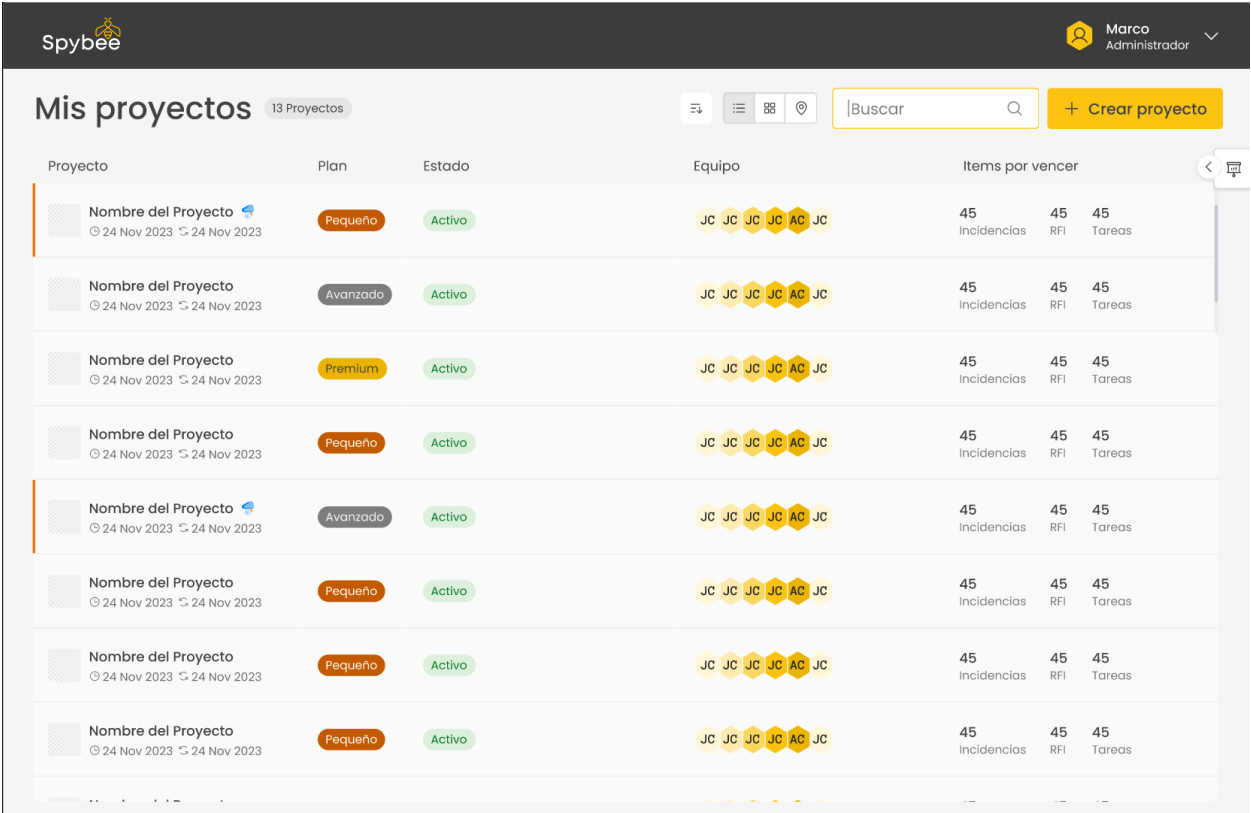 Spybee
Marco
Administrador
Mis proyectos 13 Proyectos
Buscar
+ Crear proyecto
Proyecto Plan Estado Equipo Items por vencer
Nombre del Proyecto
24 Nov 2023 24 Nov 2023
Pequeño Activo JC JC JC JC AC JC
45 45 45
Incidencias RFI Tareas
Nombre del Proyecto
24 Nov 2023 24 Nov 2023
Avanzado Activo JC JC JC JC AC JC
45 45 45
Incidencias RFI Tareas
Nombre del Proyecto
24 Nov 2023 24 Nov 2023
Premium Activo JC JC JC JC AC JC
45 45 45
Incidencias RFI Tareas
Nombre del Proyecto
24 Nov 2023 24 Nov 2023
Pequeño Activo JC JC JC JC AC JC
45 45 45
Incidencias RFI Tareas
Nombre del Proyecto
24 Nov 2023 24 Nov 2023
Avanzado Activo JC JC JC JC AC JC
45 45 45
Incidencias RFI Tareas
Nombre del Proyecto
24 Nov 2023 24 Nov 2023
Pequeño Activo JC JC JC JC AC JC
45 45 45
Incidencias RFI Tareas
Nombre del Proyecto
24 Nov 2023 24 Nov 2023
Pequeño Activo JC JC JC JC AC JC
45 45 45
Incidencias RFI Tareas
Nombre del Proyecto
24 Nov 2023 24 Nov 2023
Pequeño Activo JC JC JC JC AC JC
45 45 45
Incidencias RFI Tareas